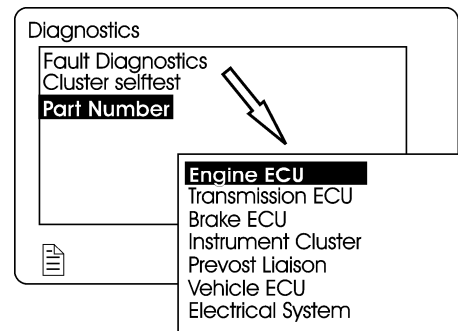 Diagnostics
Fault Diagnostics
Cluster selftest
Part Number
Engine ECU
Transmission ECU
Brake ECU
Instrument Cluster
Prevost Liaison
Vehicle ECU
Electrical System